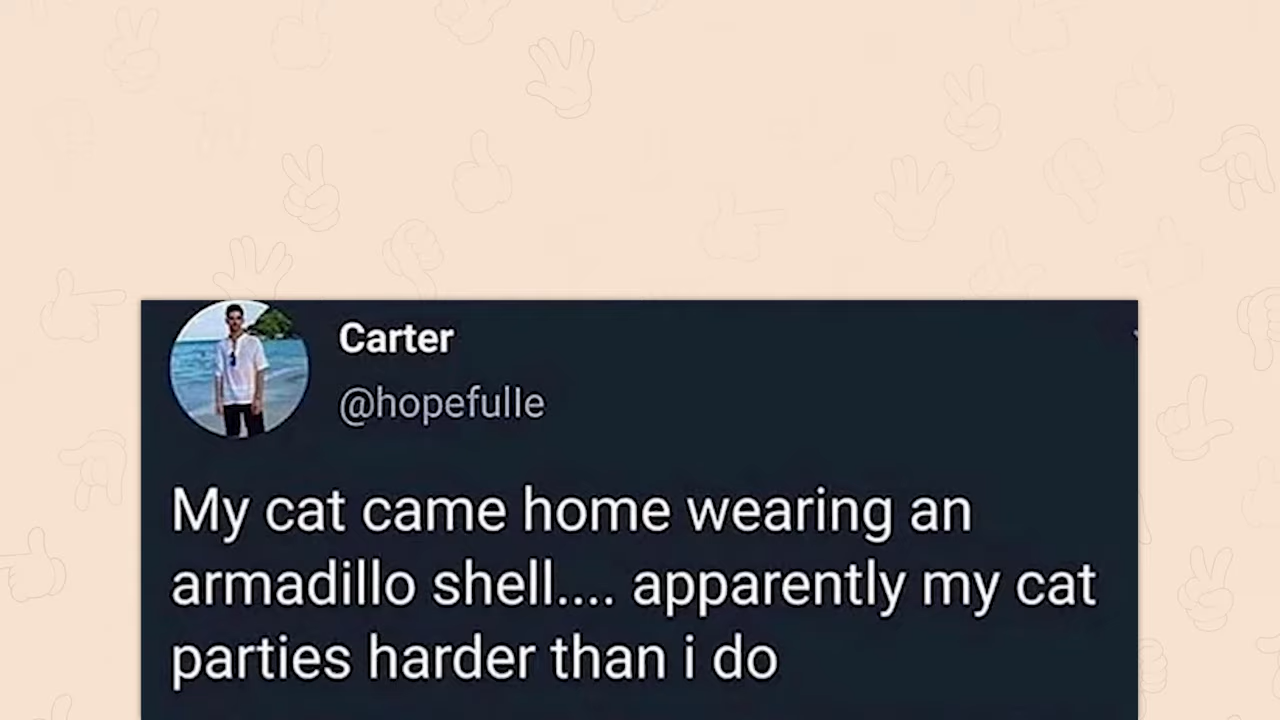 Carter
@hopefulle
My cat came home wearing an
armadillo shell.... apparently my cat
parties harder than i do